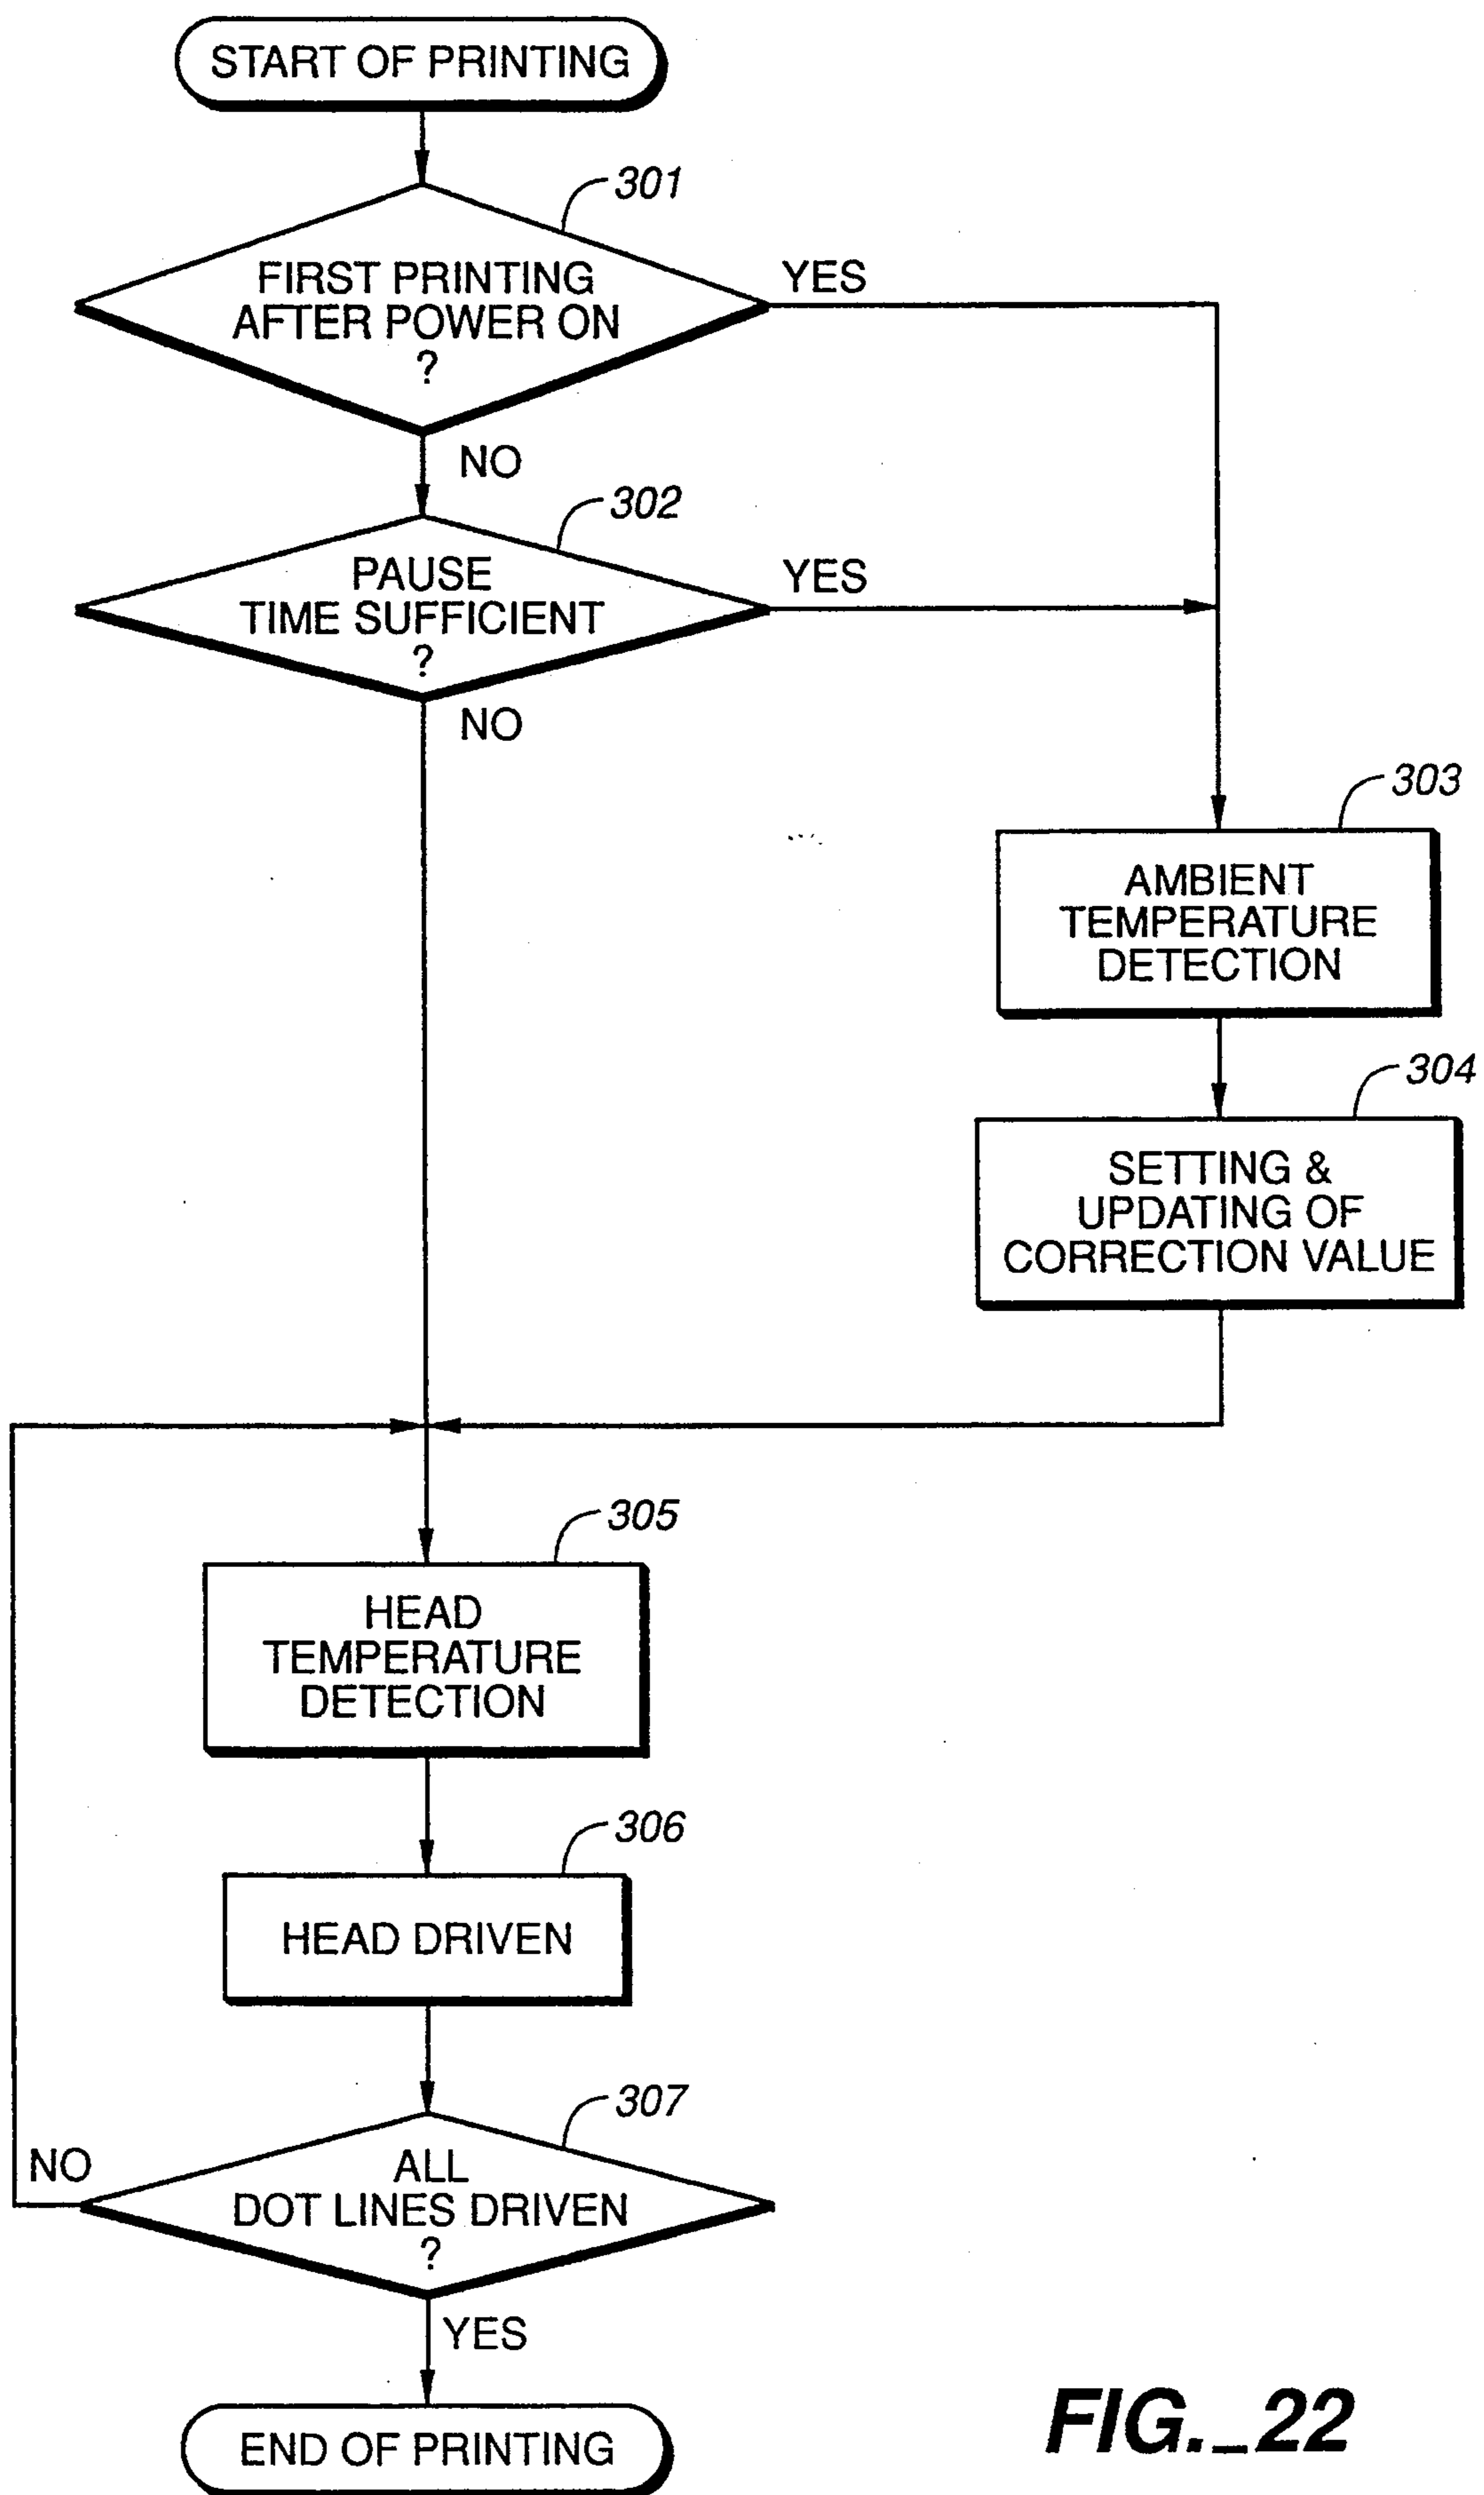 START OF PRINTING
301
FIRST PRINTING
AFTER POWER ON
?
YES
NO
302
PAUSE
TIME SUFFICIENT
?
YES
NO
303
AMBIENT
TEMPERATURE
DETECTION
304
SETTING &
UPDATING OF
CORRECTION VALUE
305
HEAD
TEMPERATURE
DETECTION
306
HEAD DRIVEN
307
ALL
DOT LINES DRIVEN
?
NO
YES
END OF PRINTING
FIG._22